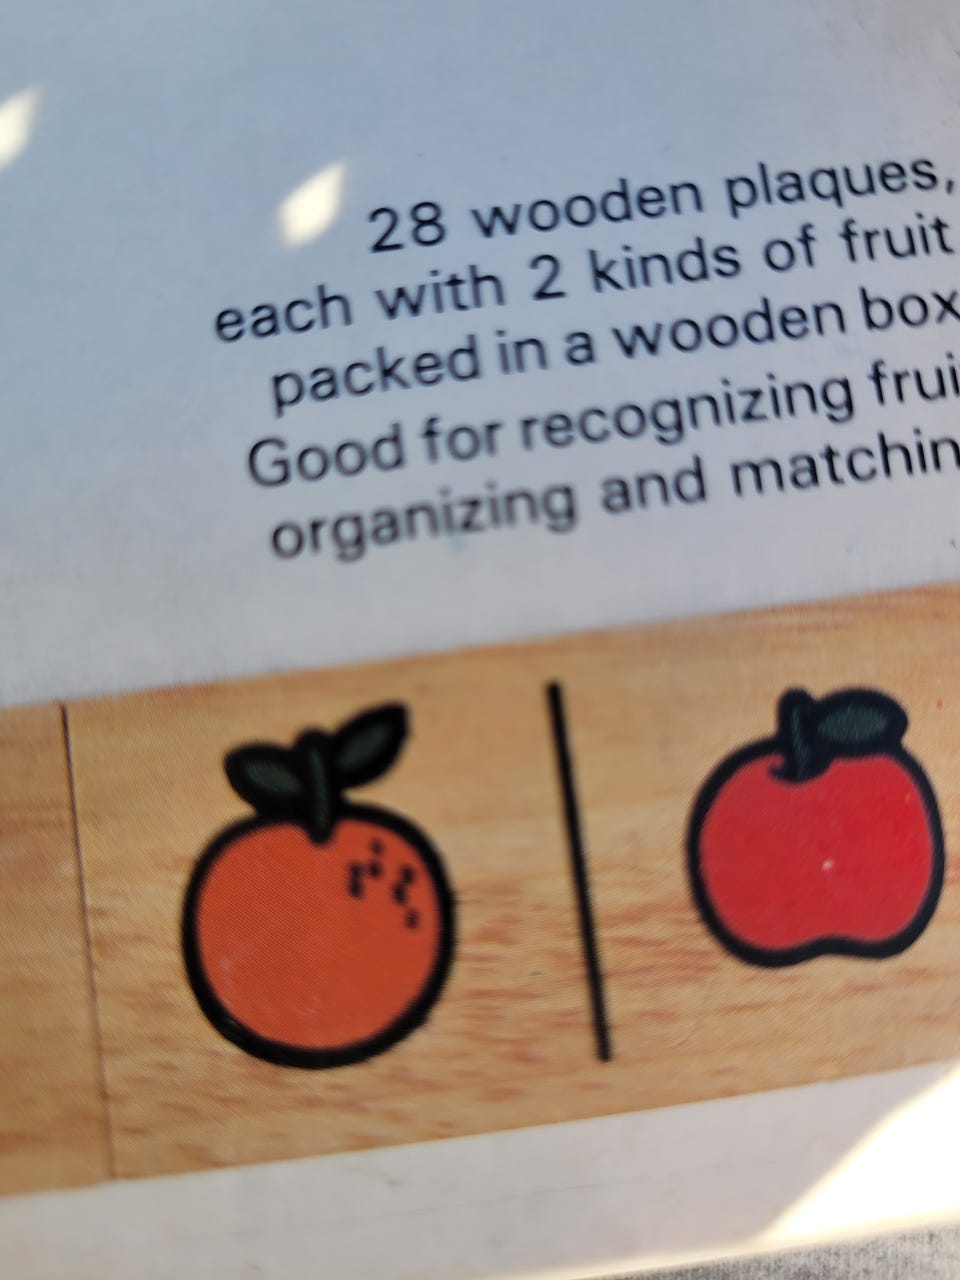 28 wooden plaques,
each with 2 kinds of fruit
packed in a wooden box
Good for recognizing
organizing and